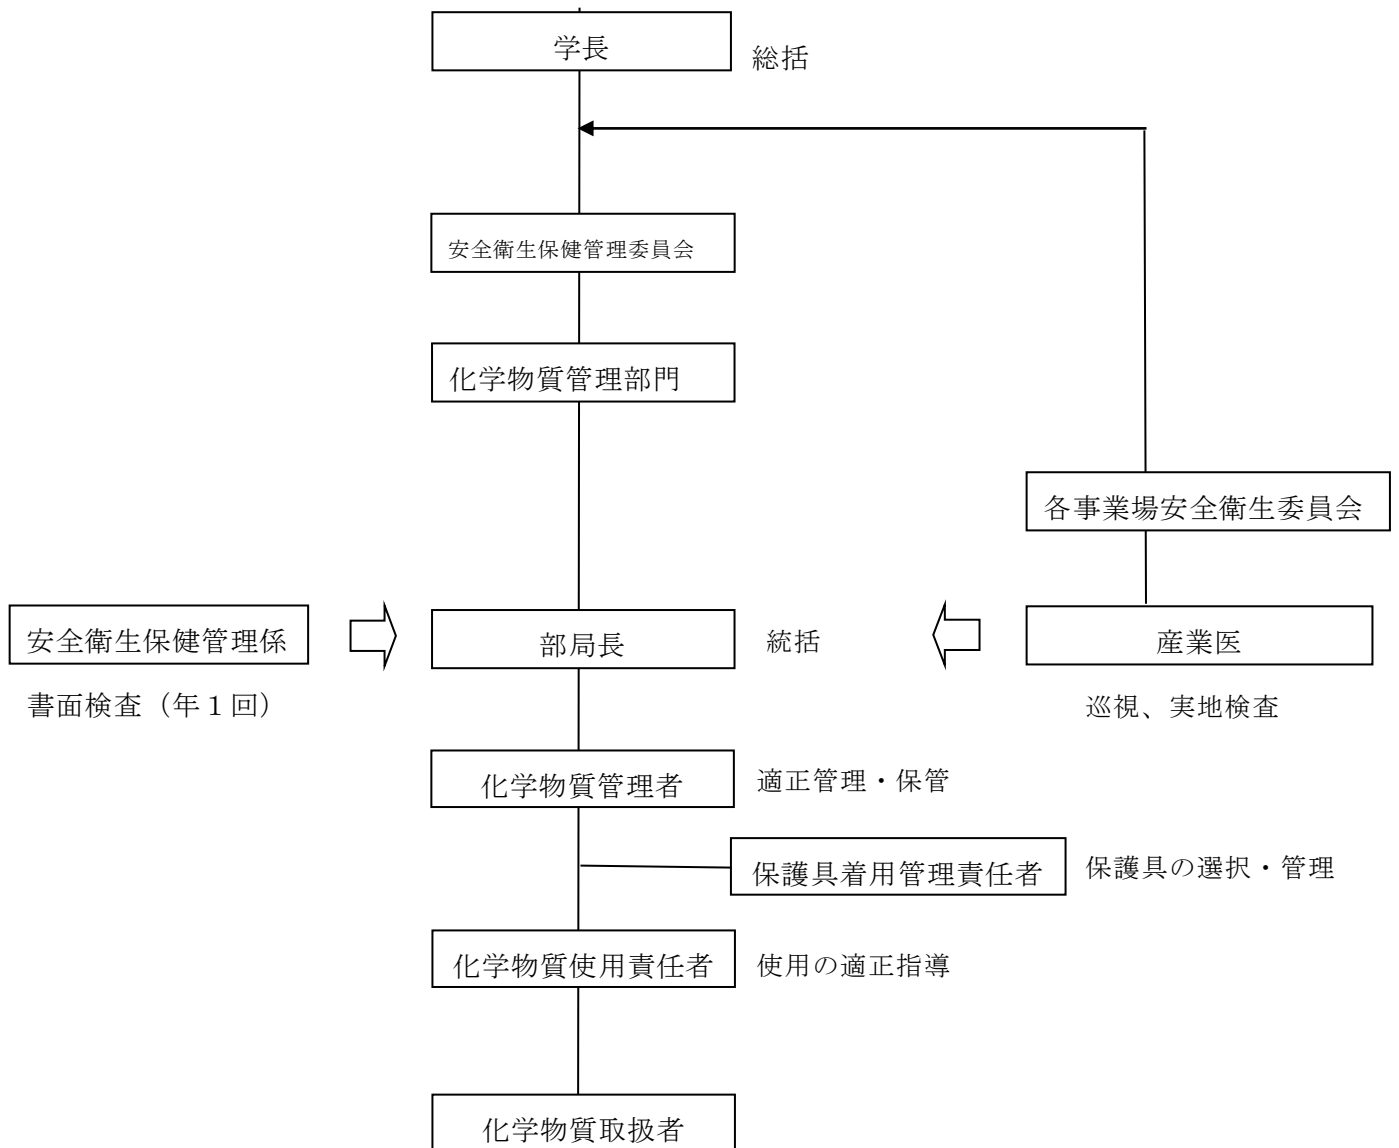 学長
総括
安全衛生保健管理委員会
化学物質管理部門
各事業場安全衛生委員会
安全衛生保健管理係
部局長
統括
産業医
書面検査（年１回）
巡視、実地検査
化学物質管理者
適正管理・保管
保護具着用管理責任者
保護具の選択・管理
化学物質使用責任者
使用の適正指導
化学物質取扱者